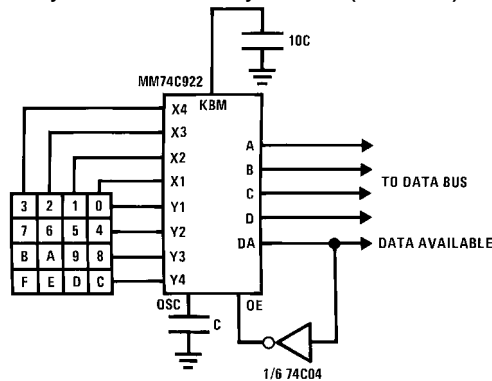 10C
MM74C922
KBM
X4
X3
X2
X1
Y1
Y2
Y3
Y4
A
B
C
D
DA
TO DATA BUS
DATA AVAILABLE
3 2 1 0
7 6 5 4
B A 9 8
F E D C
OSC
OE
C
1/6 74C04